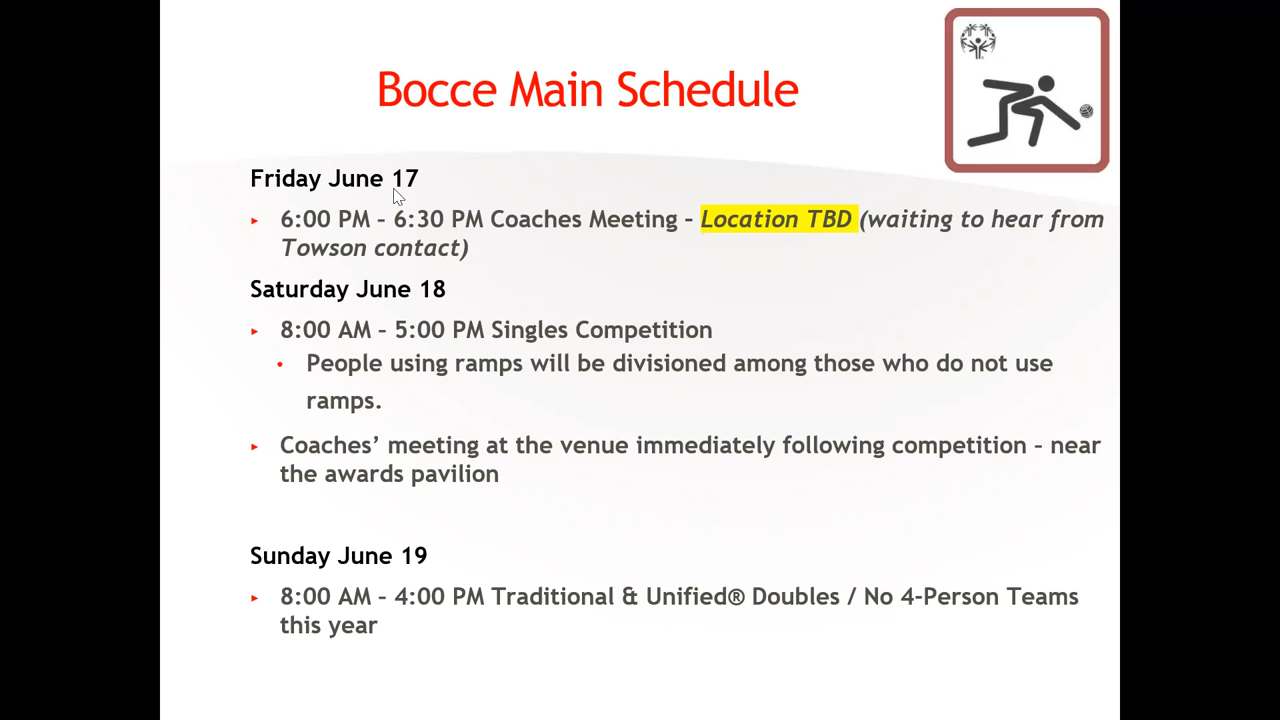 Bocce Main Schedule
Friday June 17
6:00 PM – 6:30 PM Coaches Meeting - Location TBD (waiting to hear from
Towson contact)
Saturday June 18
8:00 AM – 5:00 PM Singles Competition
People using ramps will be divisioned among those who do not use
ramps.
Coaches’ meeting at the venue immediately following competition – near
the awards pavilion
Sunday June 19
8:00 AM – 4:00 PM Traditional & Unified® Doubles / No 4-Person Teams
this year